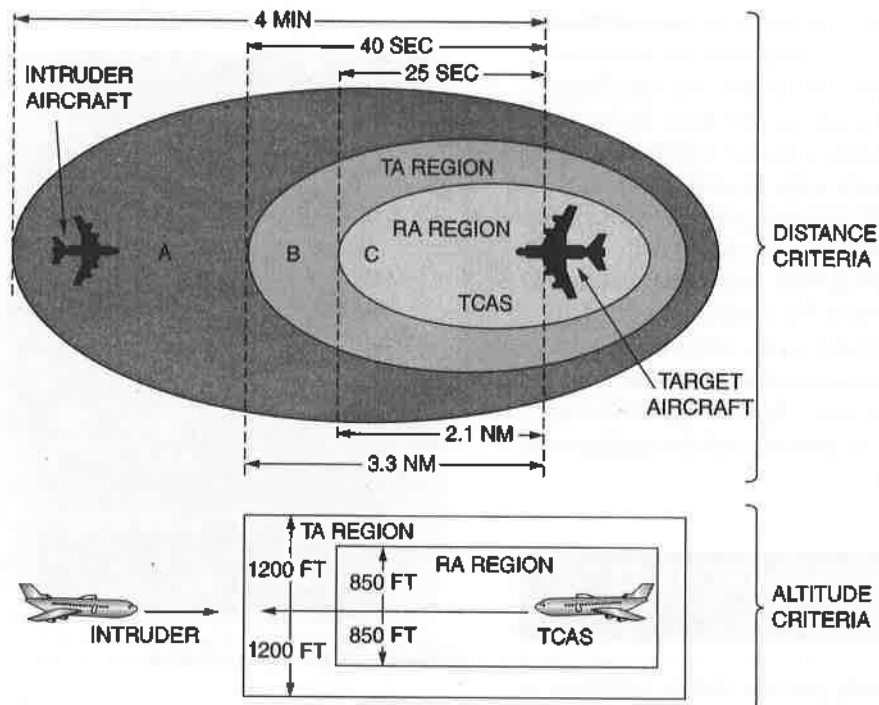 4 MIN
40 SEC
25 SEC
INTRUDER
AIRCRAFT
TA REGION
RA REGION
A
B
C
TCAS
DISTANCE
CRITERIA
TARGET
AIRCRAFT
2.1 NM
3.3 NM
TA REGION
RA REGION
1200 FT
850 FT
850 FT
1200 FT
INTRUDER
TCAS
ALTITUDE
CRITERIA